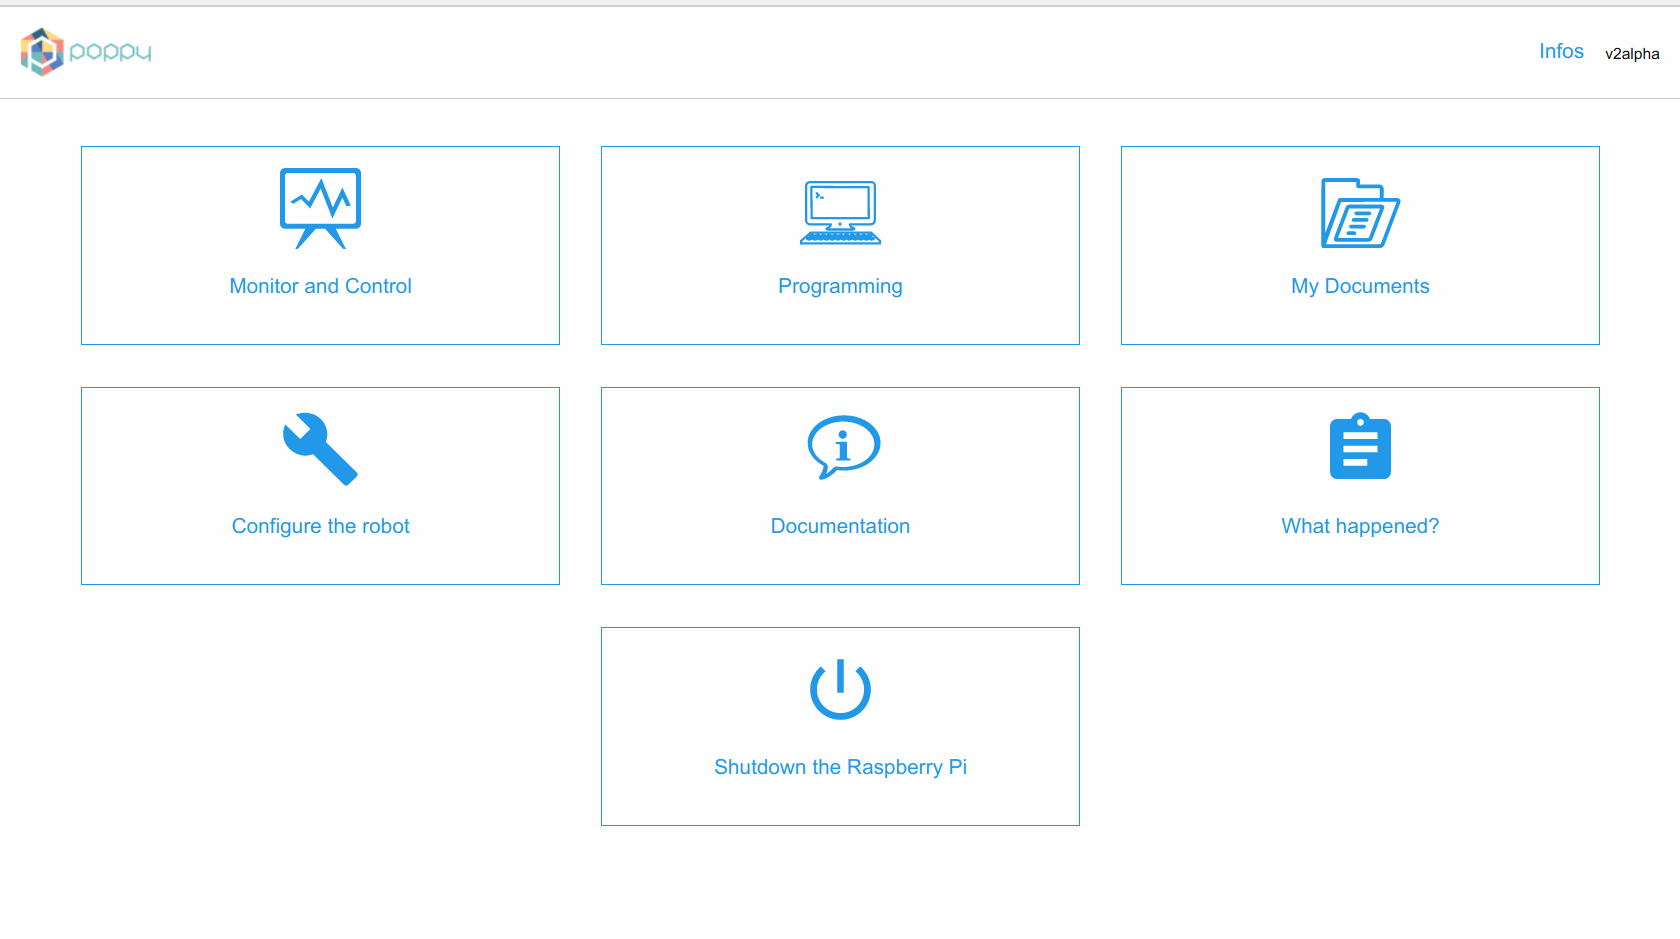 poppy
Infos v2alpha
Monitor and Control
Programming
My Documents
Configure the robot
Documentation
What happened?
Shutdown the Raspberry Pi